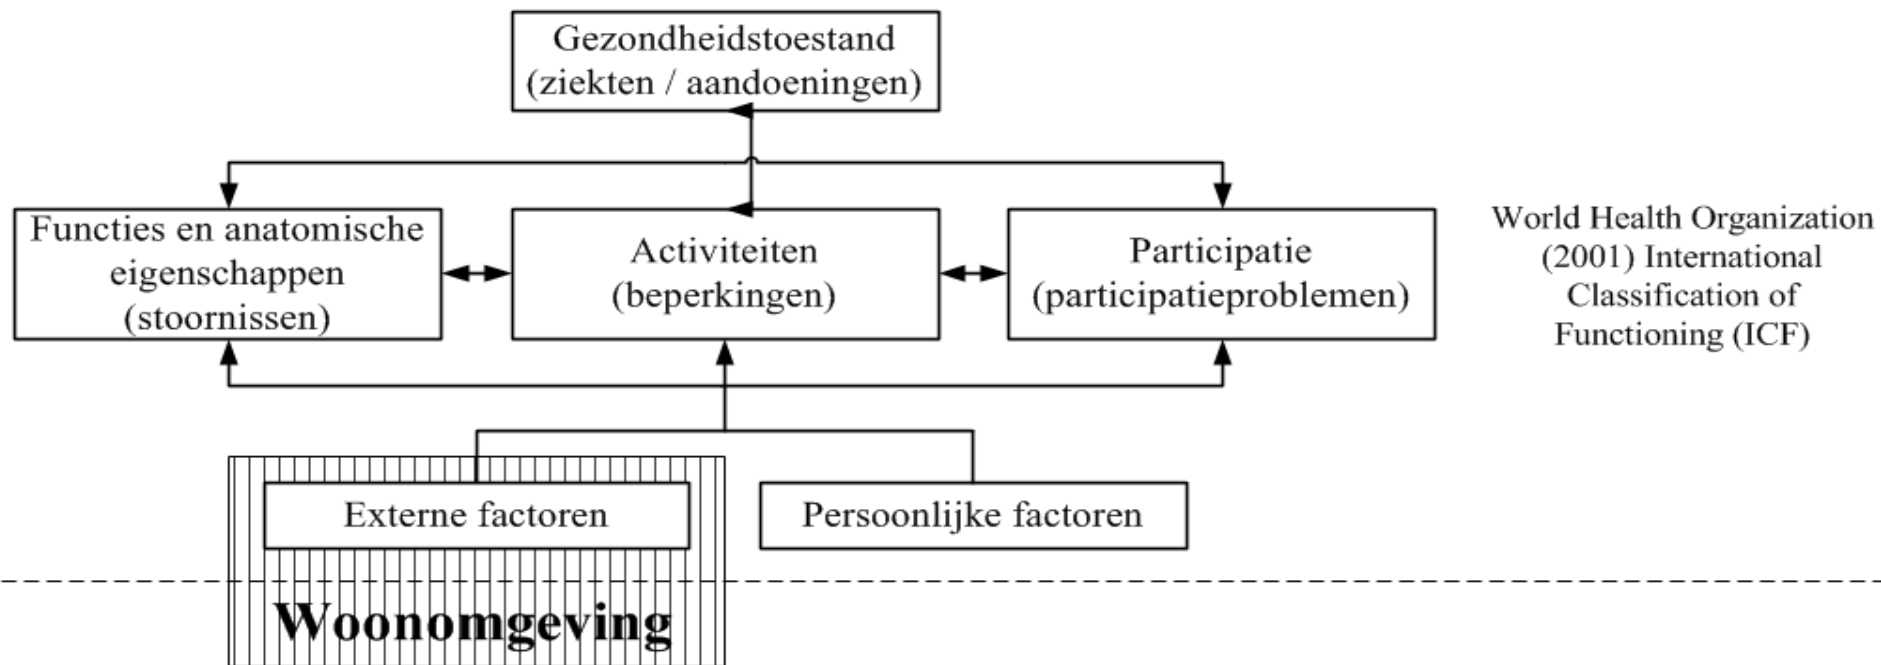 Gezondheidstoestand
(ziekten / aandoeningen)
Functies en anatomische
eigenschappen
(stoornissen)
Activiteiten
(beperkingen)
Participatie
(participatieproblemen)
World Health Organization
(2001) International
Classification of
Functioning (ICF)
Externe factoren
Persoonlijke factoren
Woonomgeving